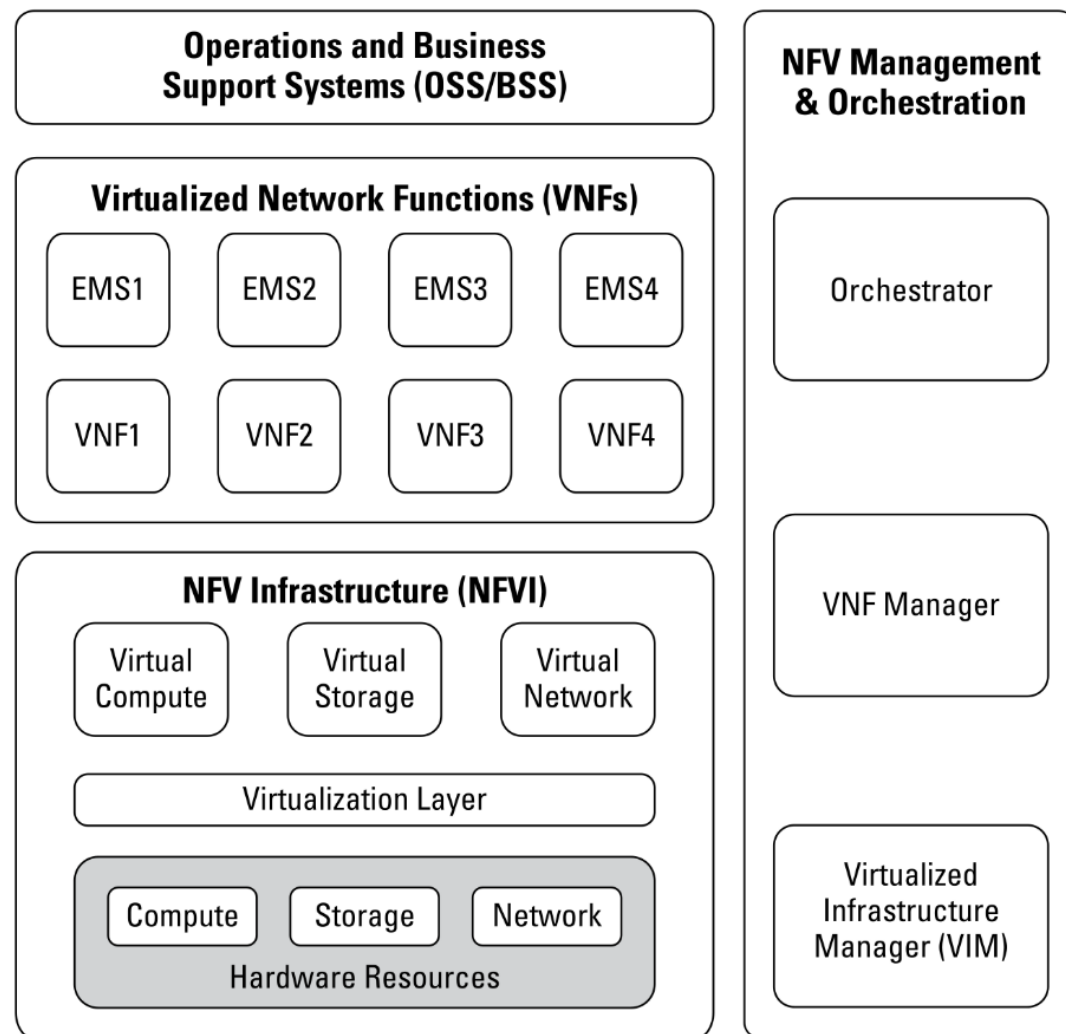 Operations and Business
Support Systems (OSS/BSS)
Virtualized Network Functions (VNFs)
EMS1
EMS2
EMS3
EMS4
VNF1
VNF2
VNF3
VNF4
NFV Infrastructure (NFVI)
Virtual
Compute
Virtual
Storage
Virtual
Network
Virtualization Layer
Compute
Storage
Network
Hardware Resources
NFV Management
& Orchestration
Orchestrator
VNF Manager
Virtualized
Infrastructure
Manager (VIM)